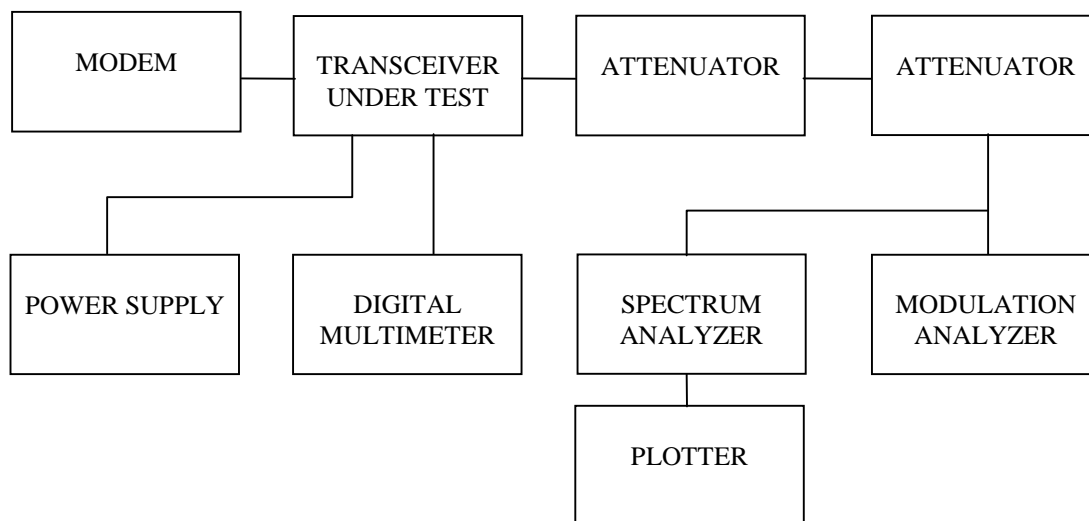 MODEM
TRANSCEIVER
UNDER TEST
ATTENUATOR
ATTENUATOR
POWER SUPPLY
DIGITAL
MULTIMETER
SPECTRUM
ANALYZER
MODULATION
ANALYZER
PLOTTER